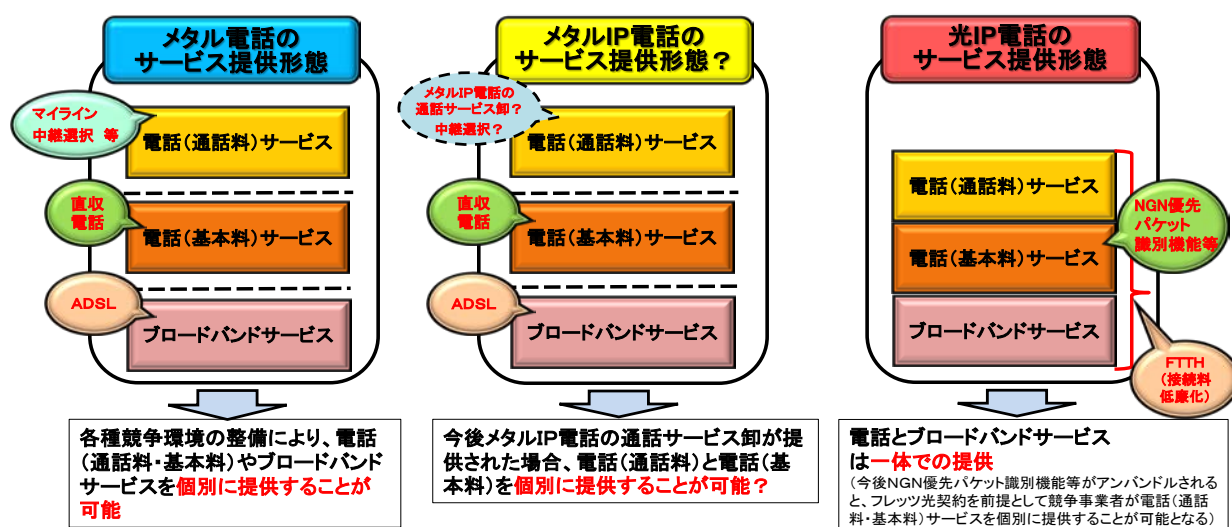 メタル電話の
サービス提供形態
マイライン
中継選択 等
電話(通話料)サービス
直収
電話
電話(基本料)サービス
ADSL
ブロードバンドサービス
各種競争環境の整備により、電話
(通話料・基本料)やブロードバンド
サービスを個別に提供することが
可能
メタルIP電話の
サービス提供形態?
メタルIP電話の
通話サービス卸?
中継選択?
電話(通話料)サービス
直収
電話
電話(基本料)サービス
ADSL
ブロードバンドサービス
今後メタルIP電話の通話サービス卸が提
供された場合、電話(通話料)と電話(基
本料)を個別に提供することが可能?
光IP電話の
サービス提供形態
電話(通話料)サービス
電話(基本料)サービス
ブロードバンドサービス
NGN優先
パケット
識別機能等
FTTH
(接続料
低廉化)
電話とブロードバンドサービス
は一体での提供
(今後NGN優先パケット識別機能等がアンバンドルされる
と、フレッツ光契約を前提として競争事業者が電話(通話
料・基本料)サービスを個別に提供することが可能となる)